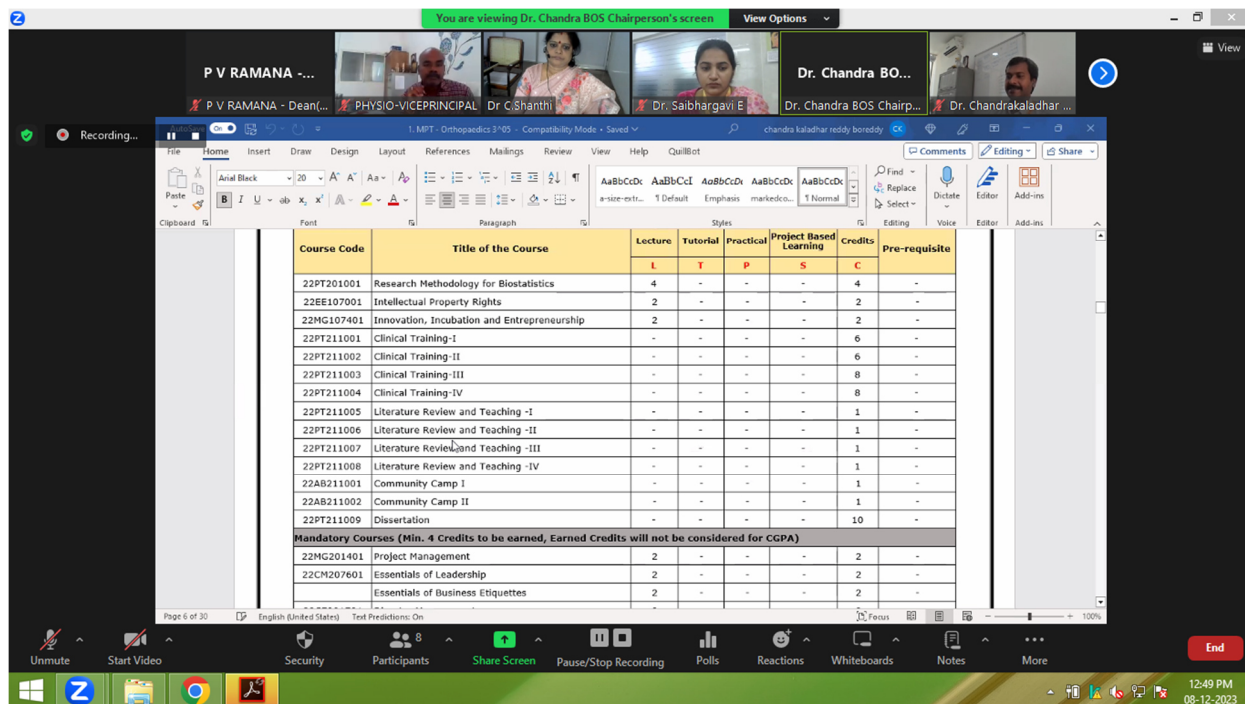 You are viewing Dr. Chandra BOS Chairperson's screen View Options
View
P V RAMANA -... Dr. Chandra BO...
P V RAMANA - Dean(... PHYSIO-VICEPRINCIPAL Dr C.Shanthi Dr. Saibhargavi E Dr. Chandra BOS Chairp... Dr. Chandrakaladhar ...
Recording...
AutoSave On 1. MPT - Orthopaedics 3^05 - Compatibility Mode • Saved chandra kaladhar reddy boreddy CK
File Home Insert Draw Design Layout References Mailings Review View Help QuillBot Comments Editing Share
Paste Arial Black 20 Find
AaBbCcDc AaBbCcI AaBbCcDc AaBbCcDc AaBbCcDc Replace Dictate Editor Add-ins
a-size-extr... ¶ Default Emphasis markedco... ¶ Normal Select
Clipboard Font Paragraph Styles Editing Voice Editor Add-ins
Course Code Title of the Course Lecture Tutorial Practical Project Based Learning Credits Pre-requisite
L T P S C
22PT201001 Research Methodology for Biostatistics 4 - - - 4 -
22EE107001 Intellectual Property Rights 2 - - - 2 -
22MG107401 Innovation, Incubation and Entrepreneurship 2 - - - 2 -
22PT211001 Clinical Training-I - - - - 6 -
22PT211002 Clinical Training-II - - - - 6 -
22PT211003 Clinical Training-III - - - - 8 -
22PT211004 Clinical Training-IV - - - - 8 -
22PT211005 Literature Review and Teaching -I - - - - 1 -
22PT211006 Literature Review and Teaching -II - - - - 1 -
22PT211007 Literature Review and Teaching -III - - - - 1 -
22PT211008 Literature Review and Teaching -IV - - - - 1 -
22AB211001 Community Camp I - - - - 1 -
22AB211002 Community Camp II - - - - 1 -
22PT211009 Dissertation - - - - 10 -
Mandatory Courses (Min. 4 Credits to be earned, Earned Credits will not be considered for CGPA)
22MG201401 Project Management 2 - - - 2 -
22CM207601 Essentials of Leadership 2 - - - 2 -
Essentials of Business Etiquettes 2 - - - 2 -
Page 6 of 30 English (United States) Text Predictions: On Focus 100%
8
Unmute Start Video Security Participants Share Screen Pause/Stop Recording Polls Reactions Whiteboards Notes More End
12:49 PM
08-12-2023